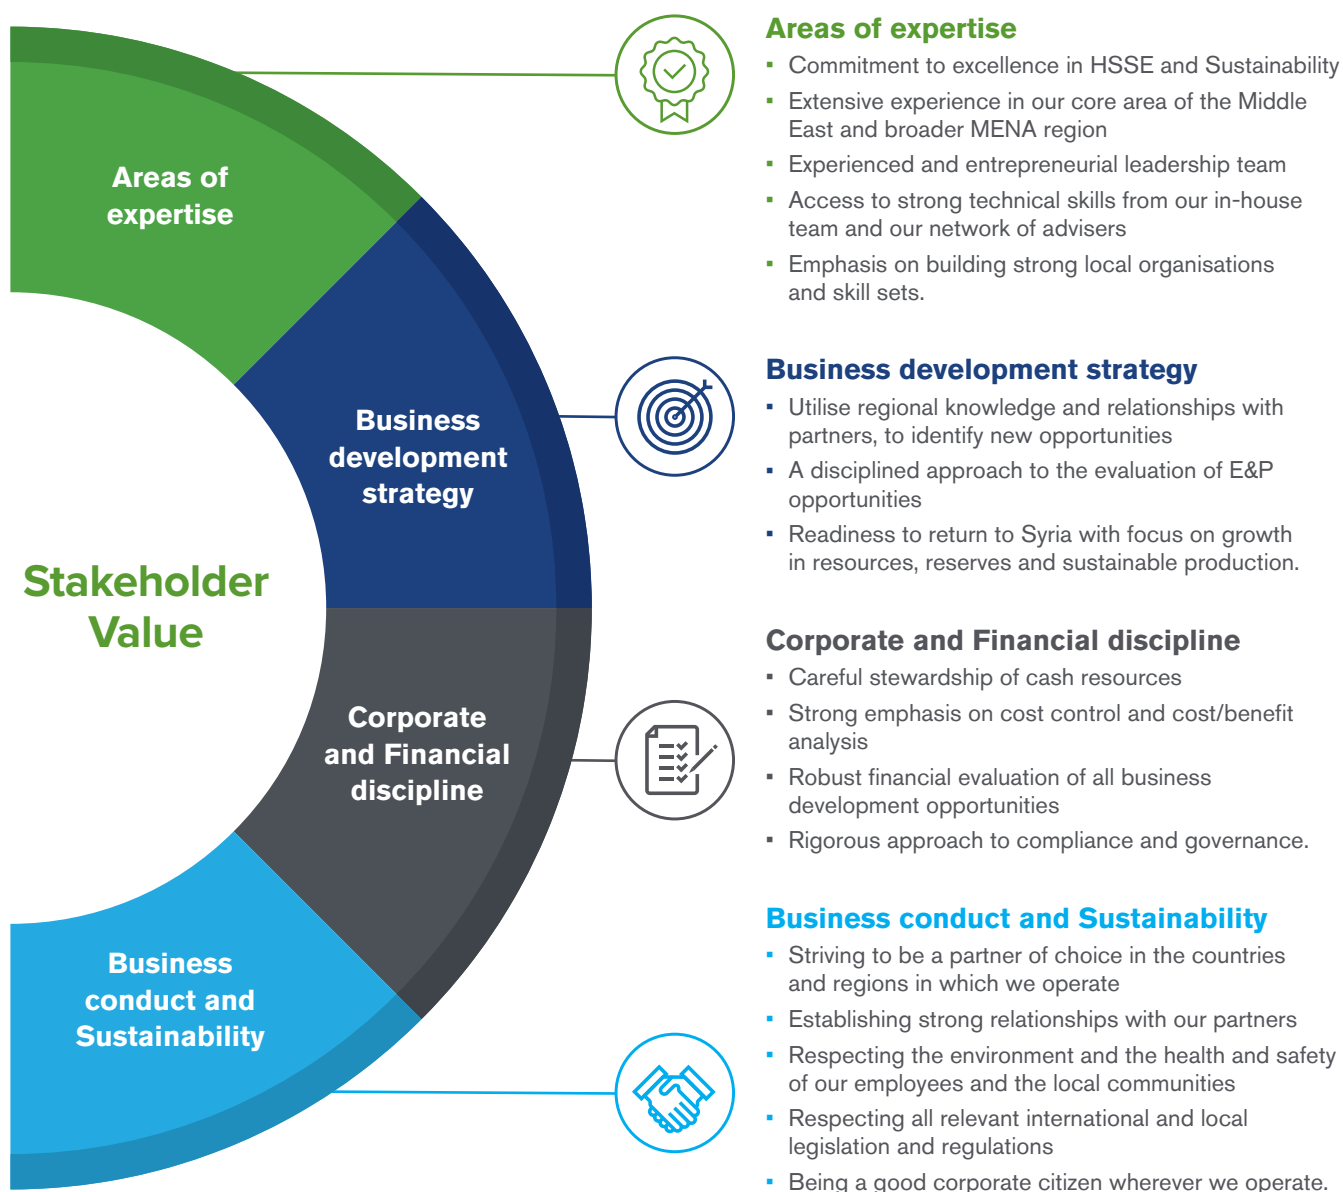 Stakeholder
Value
Areas of
expertise
Business
development
strategy
Corporate
and Financial
discipline
Business
conduct and
Sustainability
Areas of expertise
▪ Commitment to excellence in HSSE and Sustainability
▪ Extensive experience in our core area of the Middle
East and broader MENA region
▪ Experienced and entrepreneurial leadership team
▪ Access to strong technical skills from our in-house
team and our network of advisers
▪ Emphasis on building strong local organisations
and skill sets.
Business development strategy
▪ Utilise regional knowledge and relationships with
partners, to identify new opportunities
▪ A disciplined approach to the evaluation of E&P
opportunities
▪ Readiness to return to Syria with focus on growth
in resources, reserves and sustainable production.
Corporate and Financial discipline
▪ Careful stewardship of cash resources
▪ Strong emphasis on cost control and cost/benefit
analysis
▪ Robust financial evaluation of all business
development opportunities
▪ Rigorous approach to compliance and governance.
Business conduct and Sustainability
▪ Striving to be a partner of choice in the countries
and regions in which we operate
▪ Establishing strong relationships with our partners
▪ Respecting the environment and the health and safety
of our employees and the local communities
▪ Respecting all relevant international and local
legislation and regulations
▪ Being a good corporate citizen wherever we operate.